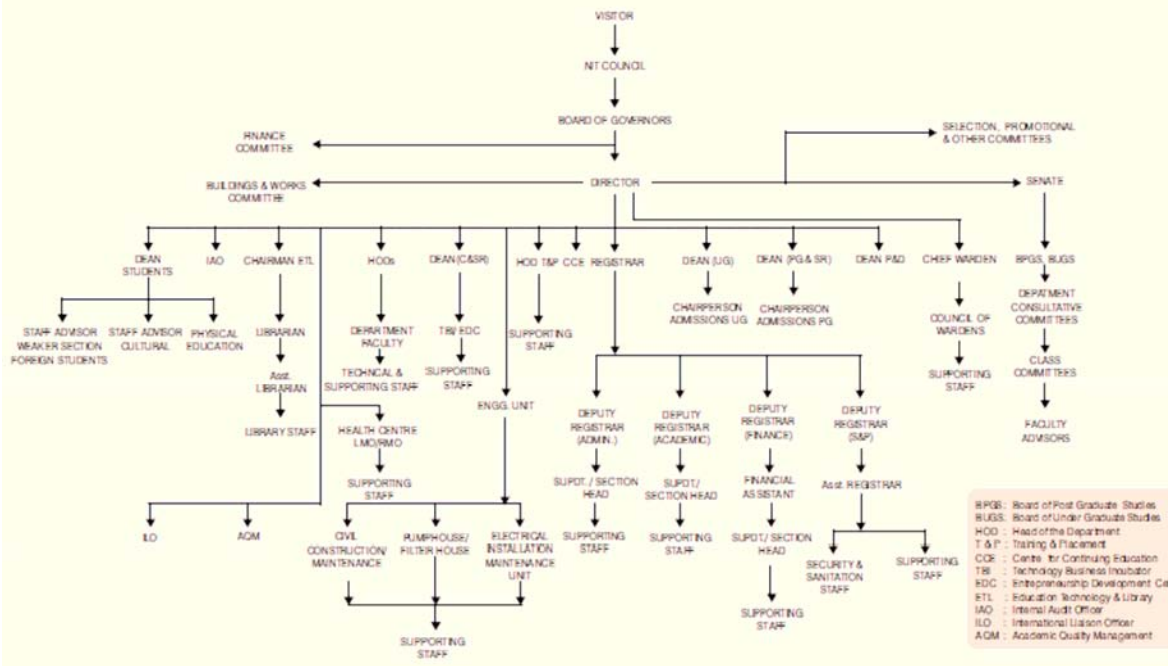 VISITOR
NIT COUNCIL
BOARD OF GOVERNORS
FINANCE
COMMITTEE
SELECTION, PROMOTIONAL
& OTHER COMMITTEES
BUILDINGS & WORKS
COMMITTEE
DIRECTOR
SENATE
DEAN
STUDENTS
IAO
CHAIRMAN ETL
HODs
DEAN (C&SR)
HOD T&P
CCE
REGISTRAR
DEAN (UG)
DEAN (PG & SR)
DEAN P&D
CHIEF WARDEN
BPGS, BUGS
STAFF ADVISOR
WEAKER SECTION
FOREIGN STUDENTS
STAFF ADVISOR
CULTURAL
PHYSICAL
EDUCATION
LIBRARIAN
DEPARTMENT
FACULTY
TBI/ EDC
SUPPORTING
STAFF
CHAIRPERSON
ADMISSIONS UG
CHAIRPERSON
ADMISSIONS PG
COUNCIL OF
WARDENS
DEPATMENT
CONSULTATIVE
COMMITTEES
Asst.
LIBRARIAN
TECHNCAL &
SUPPORTING STAFF
SUPPORTING
STAFF
SUPPORTING
STAFF
CLASS
COMMITTEES
LIBRARY STAFF
HEALTH CENTRE
LMO/RMO
ENGG. UNIT
DEPUTY
REGISTRAR
(ADMIN.)
DEPUTY
REGISTRAR
(ACADEMIC)
DEPUTY
REGISTRAR
(FINANCE)
DEPUTY
REGISTRAR
(S&P)
FACULTY
ADVISORS
SUPPORTING
STAFF
SUPDT. / SECTION
HEAD
SUPDT/
SECTION HEAD
FINANCIAL
ASSISTANT
Asst. REGISTRAR
ILO
AQM
CIVIL
CONSTRUCTION/
MAINTENANCE
PUMPHOUSE/
FILTER HOUSE
ELECTRICAL
INSTALLATION
MAINTENANCE
UNIT
SUPPORTING
STAFF
SUPPORTING
STAFF
SUPDT/ SECTION
HEAD
SECURITY &
SANITATION
STAFF
SUPPORTING
STAFF
SUPPORTING
STAFF
SUPPORTING
STAFF
BPGS : Board of Post Graduate Studies
BUGS : Board of Under Graduate Studies
HOD : Head of the Department
T & P : Training & Placement
CCE : Centre for Continuing Education
TBI : Technology Business Incubator
EDC : Entrepreneurship Development Ce
ETL : Education Technology & Library
IAO : Internal Audit Officer
ILO : International Liaison Officer
AQM : Academic Quality Management